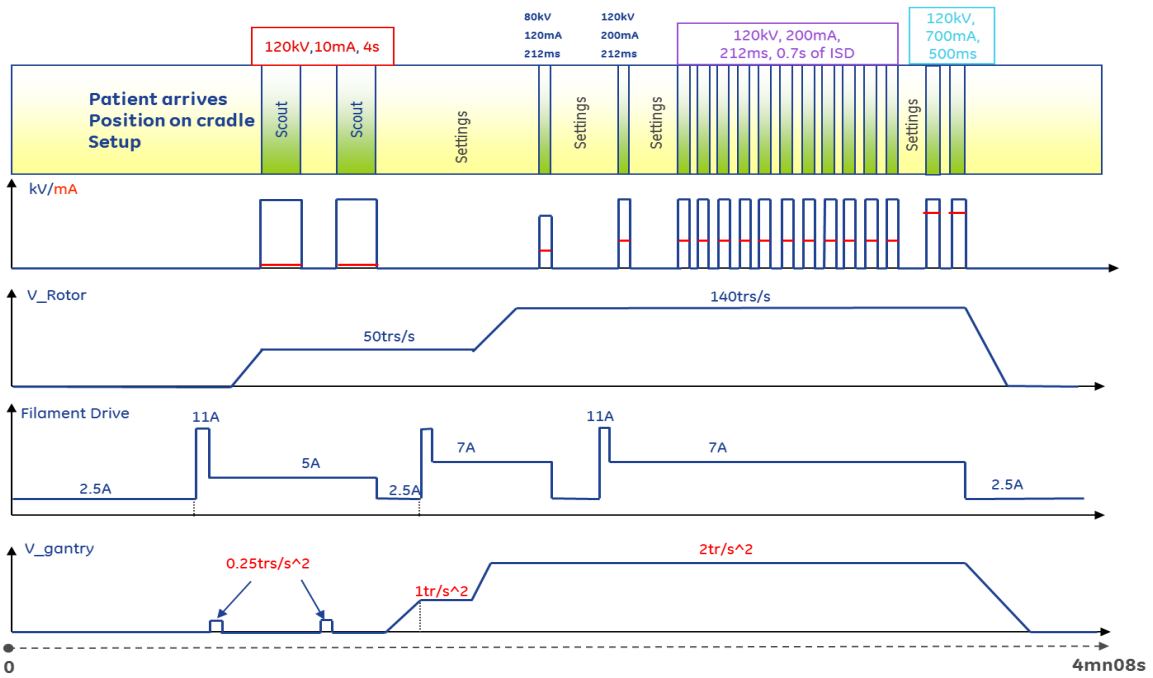 80kV
120mA
212ms
120kV
200mA
212ms
120kV,
700mA,
500ms
120kV,10mA, 4s
120kV, 200mA,
212ms, 0.7s of ISD
Patient arrives
Position on cradle
Setup
Scout
Scout
Settings
Settings
Settings
Settings
kV/mA
V_Rotor
50trs/s
140trs/s
Filament Drive
2.5A
11A
5A
2.5A
7A
11A
7A
2.5A
V_gantry
0.25trs/s^2
1tr/s^2
2tr/s^2
0
4mn08s